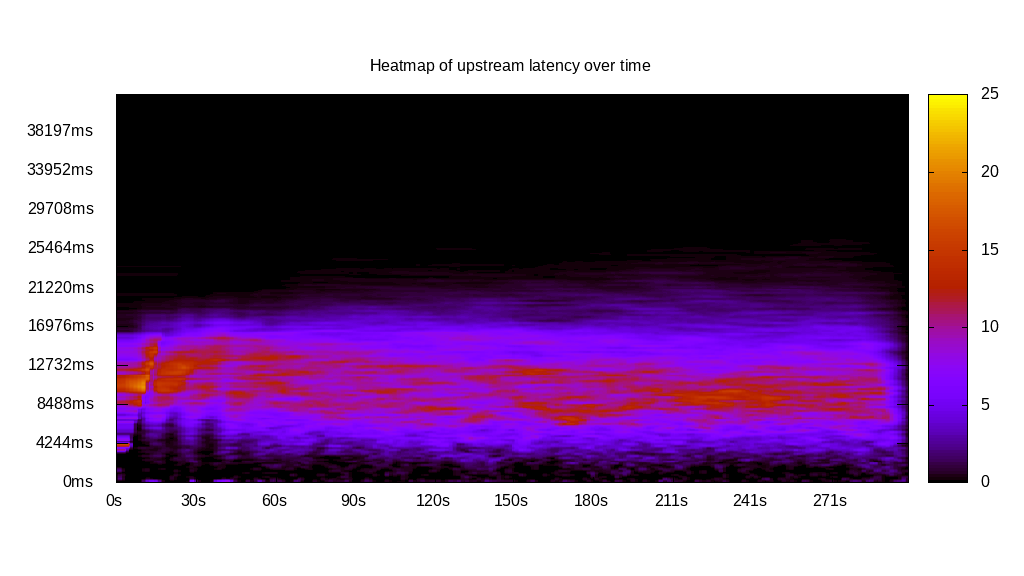 Heatmap of upstream latency over time
38197ms
33952ms
29708ms
25464ms
21220ms
16976ms
12732ms
8488ms
4244ms
0ms
0s 30s 60s 90s 120s 150s 180s 211s 241s 271s
25
20
15
10
5
0